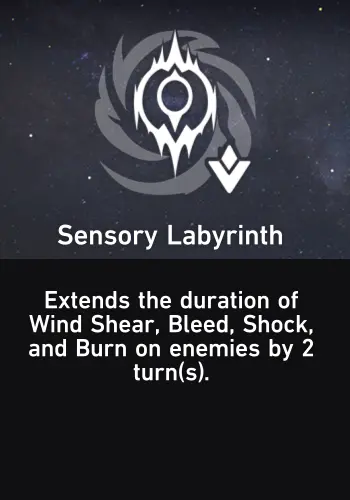 Sensory Labyrinth
Extends the duration of
Wind Shear, Bleed, Shock,
and Burn on enemies by 2
turn(s).